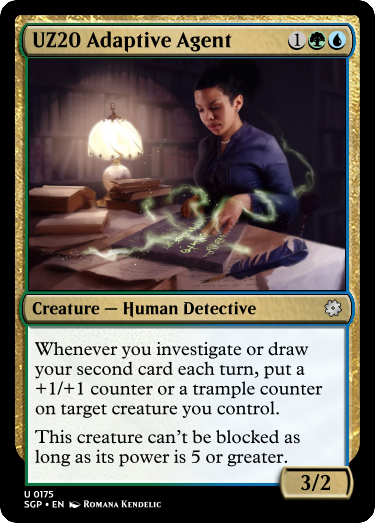 UZ20 Adaptive Agent
Creature — Human Detective
Whenever you investigate or draw
your second card each turn, put a
+1/+1 counter or a trample counter
on target creature you control.
This creature can't be blocked as
long as its power is 5 or greater.
3/2
U 0175
SGP • EN Romana Kendelic